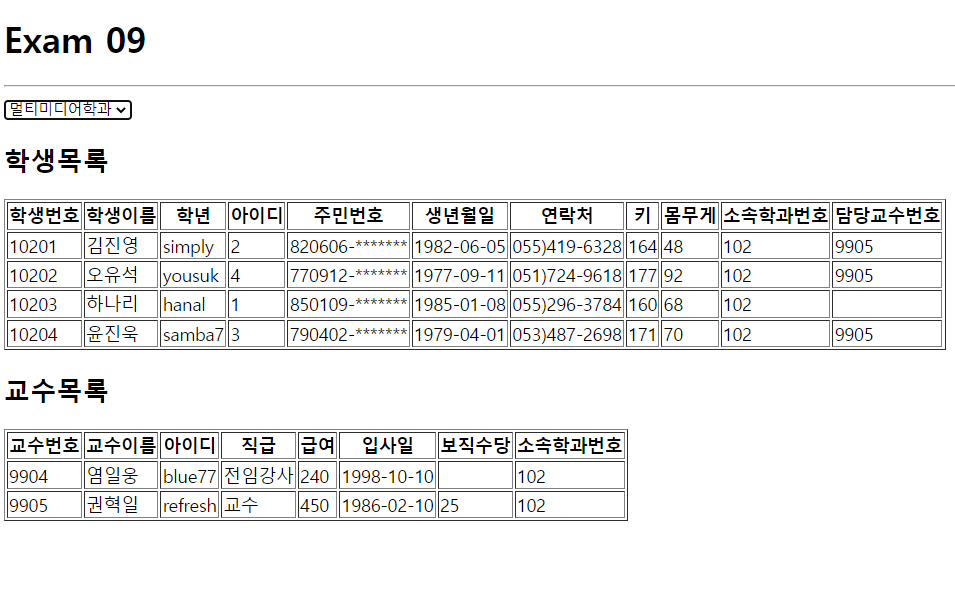 Exam 09
멀티미디어학과
학생목록
학생번호 학생이름 학년 아이디 주민번호 생년월일 연락처 키 몸무게 소속학과번호 담당교수번호
10201 김진영 simply 2 820606-******* 1982-06-05 055)419-6328 164 48 102 9905
10202 오유석 yousuk 4 770912-******* 1977-09-11 051)724-9618 177 92 102 9905
10203 하나리 hanal 1 850109-******* 1985-01-08 055)296-3784 160 68 102
10204 윤진욱 samba7 3 790402-******* 1979-04-01 053)487-2698 171 70 102 9905
교수목록
교수번호 교수이름 아이디 직급 급여 입사일 보직수당 소속학과번호
9904 염일웅 blue77 전임강사 240 1998-10-10 102
9905 권혁일 refresh 교수 450 1986-02-10 25 102